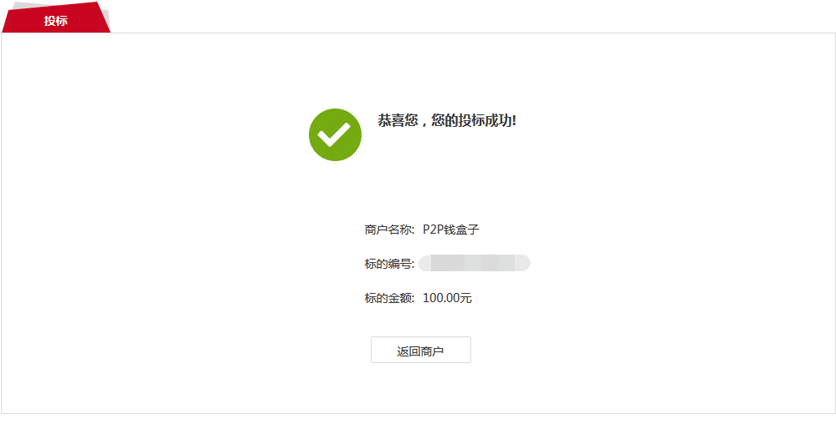 投标
恭喜您，您的投标成功!
商户名称: P2P钱盒子
标的编号:
标的金额: 100.00元
返回商户